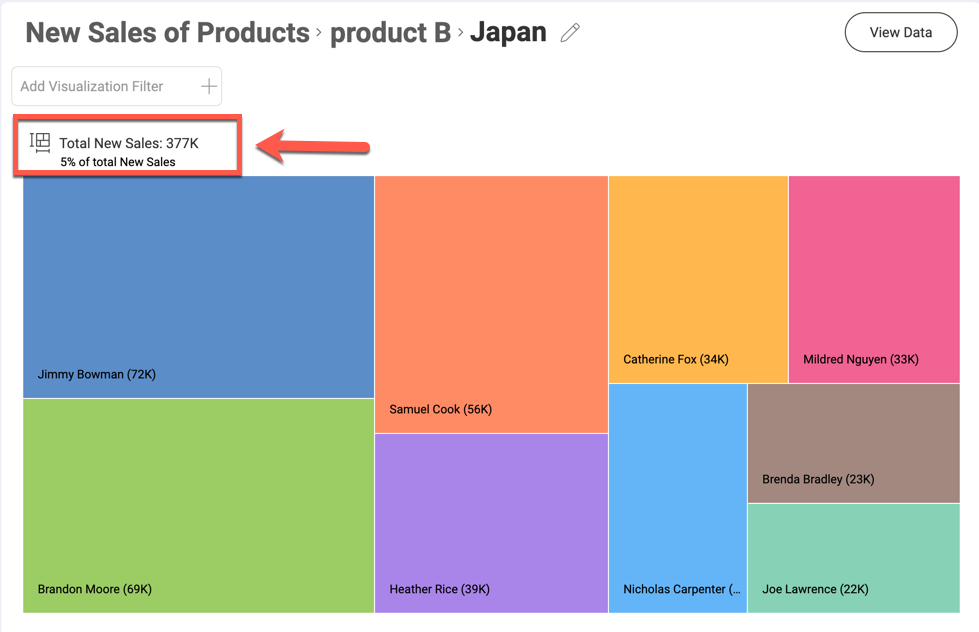 New Sales of Products › product B › Japan
View Data
Add Visualization Filter
Total New Sales: 377K
5% of total New Sales
Jimmy Bowman (72K)
Samuel Cook (56K)
Catherine Fox (34K)
Mildred Nguyen (33K)
Brenda Bradley (23K)
Brandon Moore (69K)
Heather Rice (39K)
Nicholas Carpenter (...
Joe Lawrence (22K)